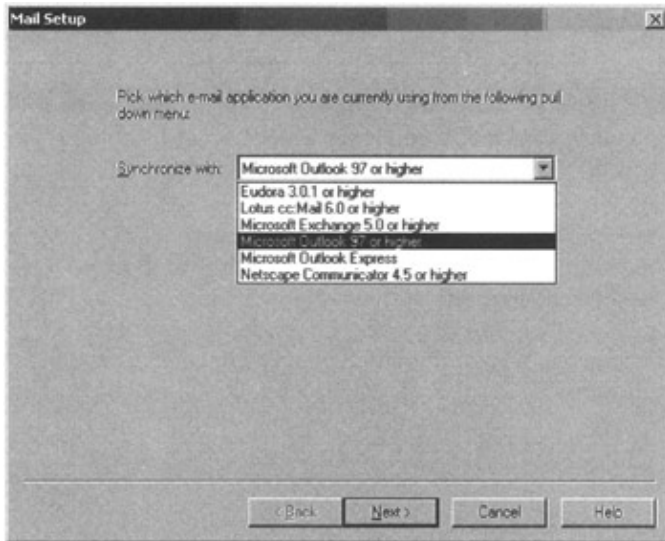 Mail Setup
Pick which e-mail application you are currently using from the following pull
down menu:
Synchronize with: Microsoft Outlook 97 or higher
Eudora 3.0.1 or higher
Lotus cc:Mail 6.0 or higher
Microsoft Exchange 5.0 or higher
Microsoft Outlook 97 or higher
Microsoft Outlook Express
Netscape Communicator 4.5 or higher
< Back Next > Cancel Help